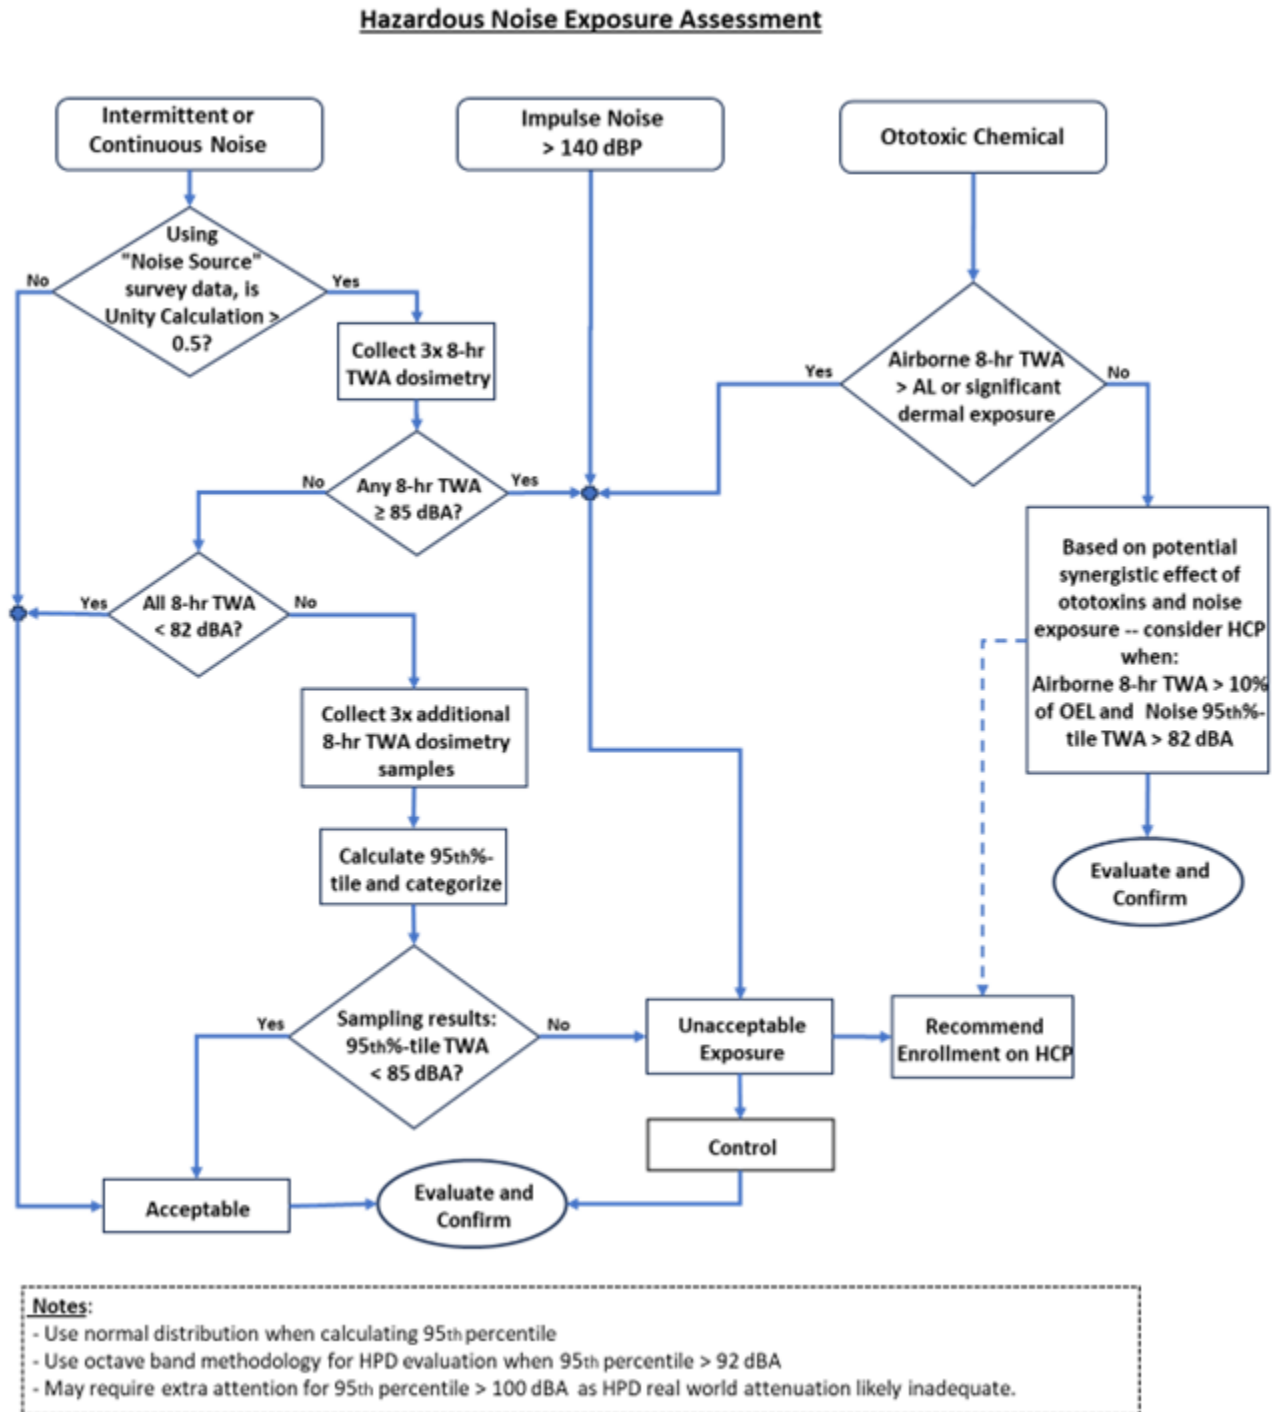 Hazardous Noise Exposure Assessment
Intermittent or
Continuous Noise
Impulse Noise
> 140 dBP
Ototoxic Chemical
Using
"Noise Source"
survey data, is
Unity Calculation >
0.5?
No
Yes
Collect 3x 8-hr
TWA dosimetry
Airborne 8-hr TWA
> AL or significant
dermal exposure
Yes
No
Any 8-hr TWA
≥ 85 dBA?
No
Yes
All 8-hr TWA
< 82 dBA?
Yes
No
Based on potential
synergistic effect of
ototoxins and noise
exposure -- consider HCP
when:
Airborne 8-hr TWA > 10%
of OEL and Noise 95th%-
tile TWA > 82 dBA
Collect 3x additional
8-hr TWA dosimetry
samples
Calculate 95th%-
tile and categorize
Evaluate and
Confirm
Sampling results:
95th%-tile TWA
< 85 dBA?
Yes
No
Unacceptable
Exposure
Recommend
Enrollment on HCP
Control
Acceptable
Evaluate and
Confirm
Notes:
- Use normal distribution when calculating 95th percentile
- Use octave band methodology for HPD evaluation when 95th percentile > 92 dBA
- May require extra attention for 95th percentile > 100 dBA as HPD real world attenuation likely inadequate.